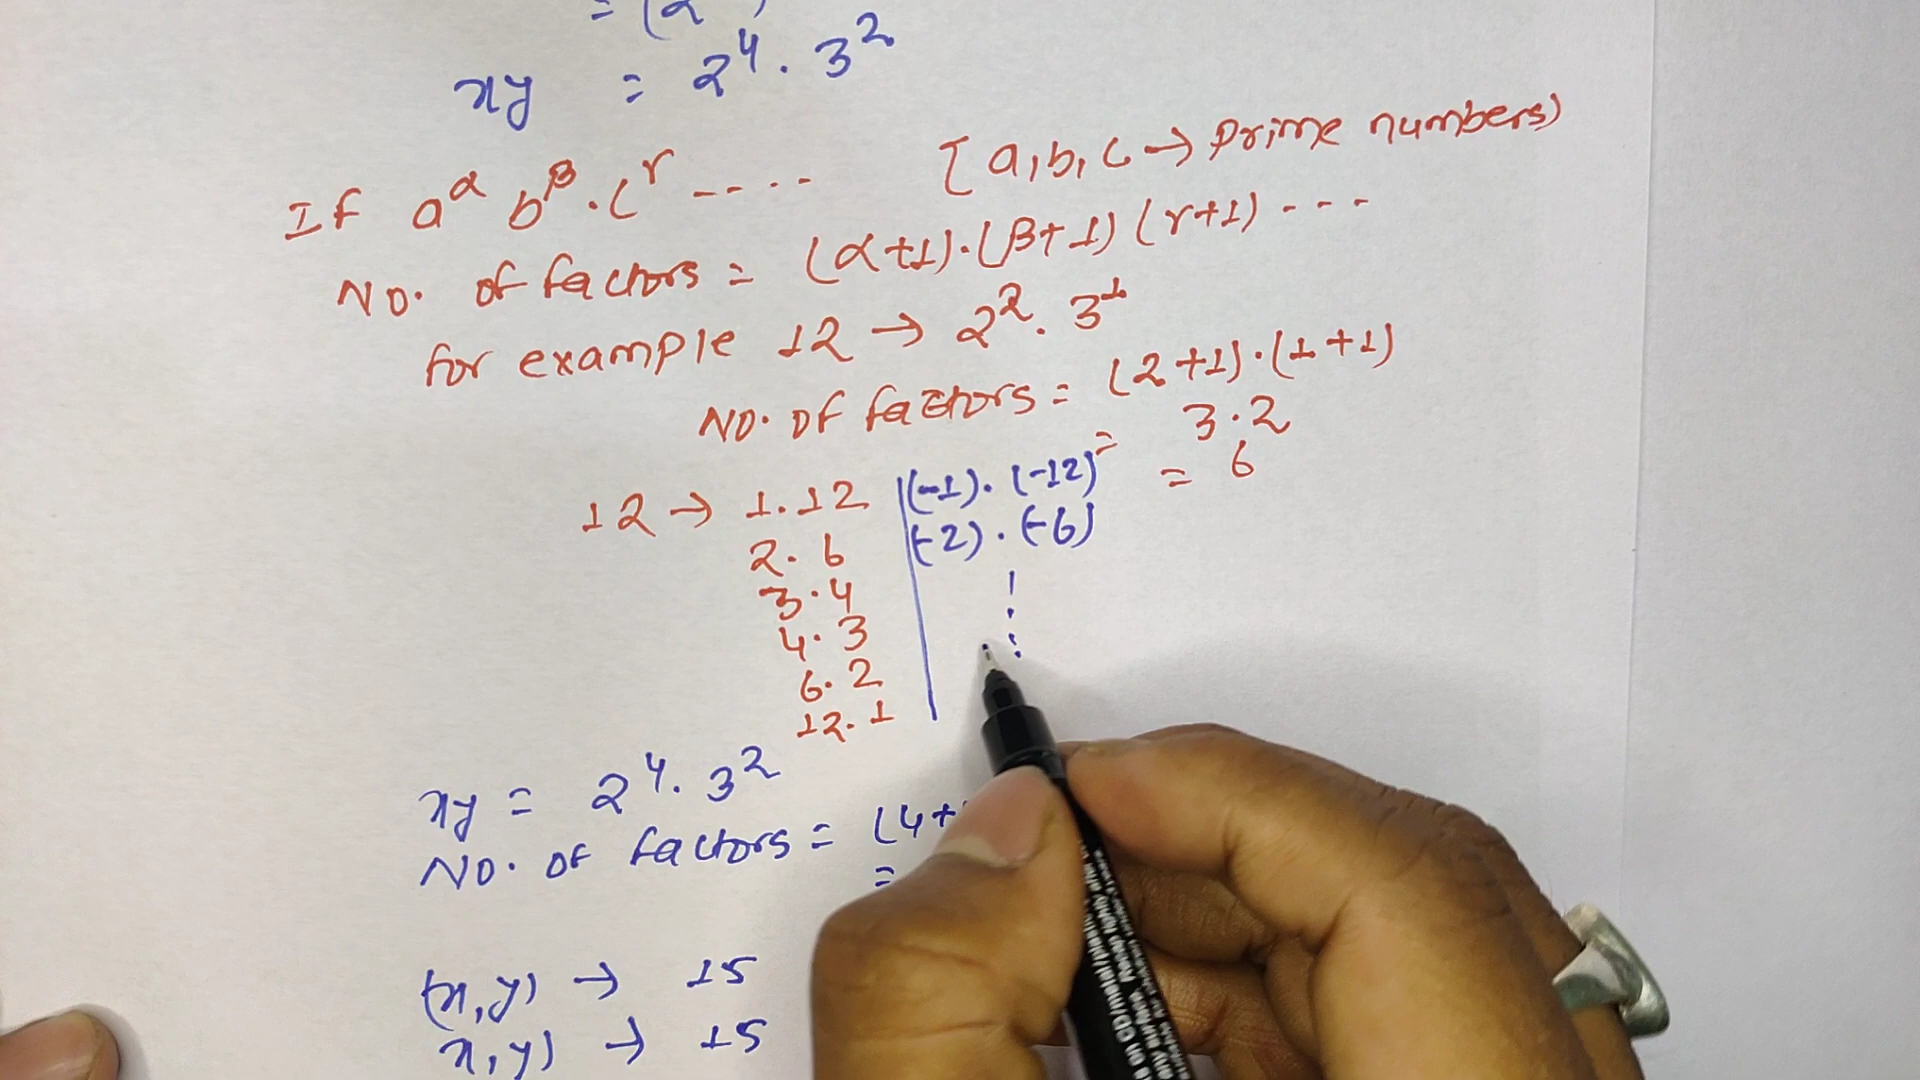 = (2
xy = 2⁴ · 3²
If a^α b^β · c^r ---- [a, b, c → prime numbers)
No. of factors = (α+1)·(β+1)(r+1) ---
for example 12 → 2² · 3¹
No. of factors = (2+1)·(1+1)
= 3·2
= 6
12 → 1·12 | (-1)·(-12)
2·6 | (-2)·(-6)
3·4
4·3
6·2
12·1
xy = 2⁴ · 3²
No. of factors = (4+
=
(x, y) → 15
x, y) → 15